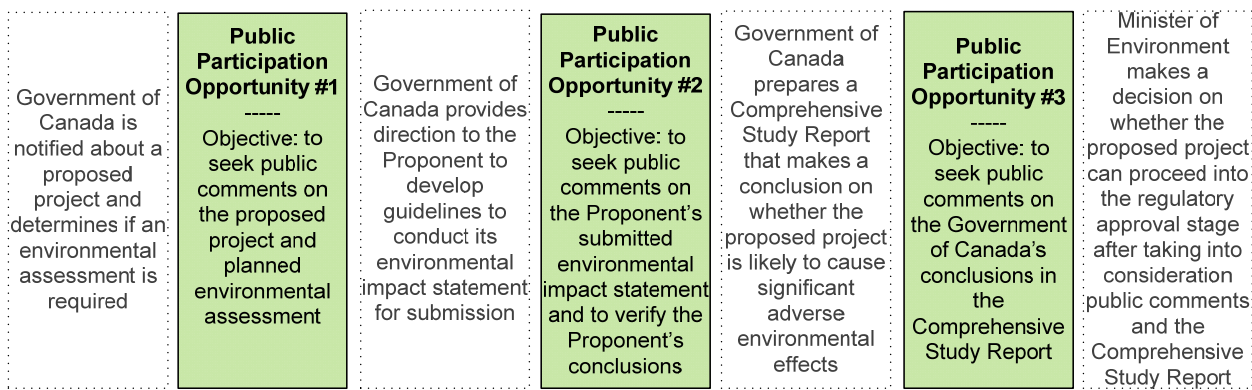 Government of
Canada is
notified about a
proposed
project and
determines if an
environmental
assessment is
required
Public
Participation
Opportunity #1
-----
Objective: to
seek public
comments on
the proposed
project and
planned
environmental
assessment
Government of
Canada provides
direction to the
Proponent to
develop
guidelines to
conduct its
environmental
impact statement
for submission
Public
Participation
Opportunity #2
-----
Objective: to
seek public
comments on
the Proponent’s
submitted
environmental
impact statement
and to verify the
Proponent’s
conclusions
Government of
Canada
prepares a
Comprehensive
Study Report
that makes a
conclusion on
whether the
proposed project
is likely to cause
significant
adverse
environmental
effects
Public
Participation
Opportunity #3
-----
Objective: to
seek public
comments on
the Government
of Canada’s
conclusions in
the
Comprehensive
Study Report
Minister of
Environment
makes a
decision on
whether the
proposed project
can proceed into
the regulatory
approval stage
after taking into
consideration
public comments
and the
Comprehensive
Study Report